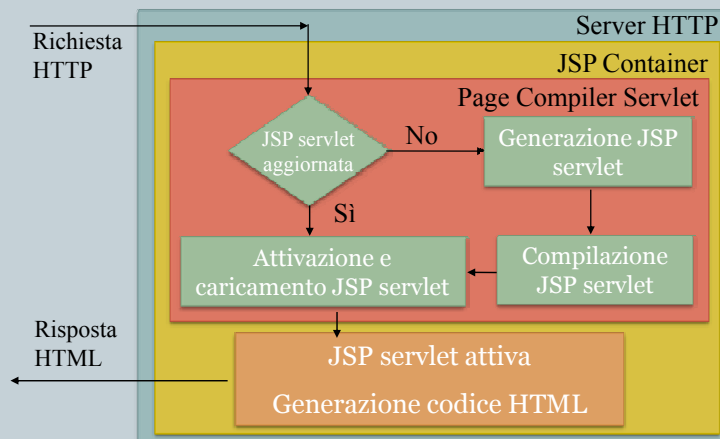 Server HTTP
Richiesta
HTTP
JSP Container
Page Compiler Servlet
JSP servlet
aggiornata
No
Generazione JSP
servlet
Sì
Attivazione e
caricamento JSP servlet
Compilazione
JSP servlet
Risposta
HTML
JSP servlet attiva
Generazione codice HTML